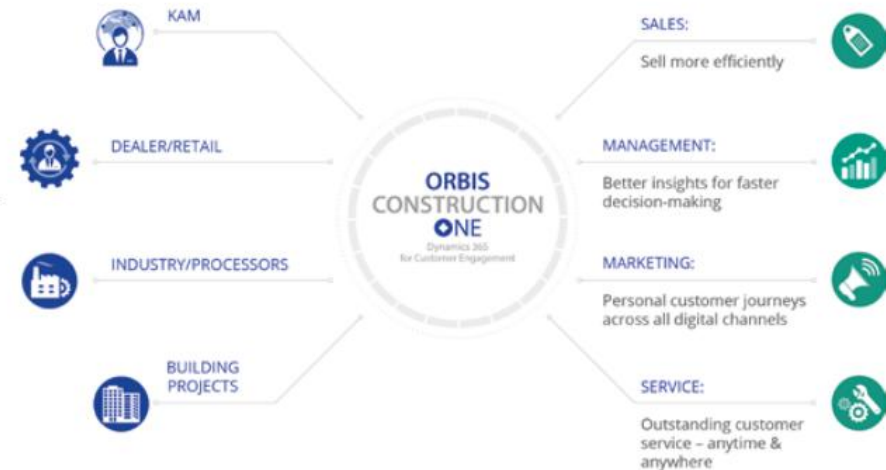 KAM
DEALER/RETAIL
INDUSTRY/PROCESSORS
BUILDING
PROJECTS
ORBIS
CONSTRUCTION
ONE
Dynamics 365
for Customer Engagement
SALES:
Sell more efficiently
MANAGEMENT:
Better insights for faster
decision-making
MARKETING:
Personal customer journeys
across all digital channels
SERVICE:
Outstanding customer
service – anytime &
anywhere